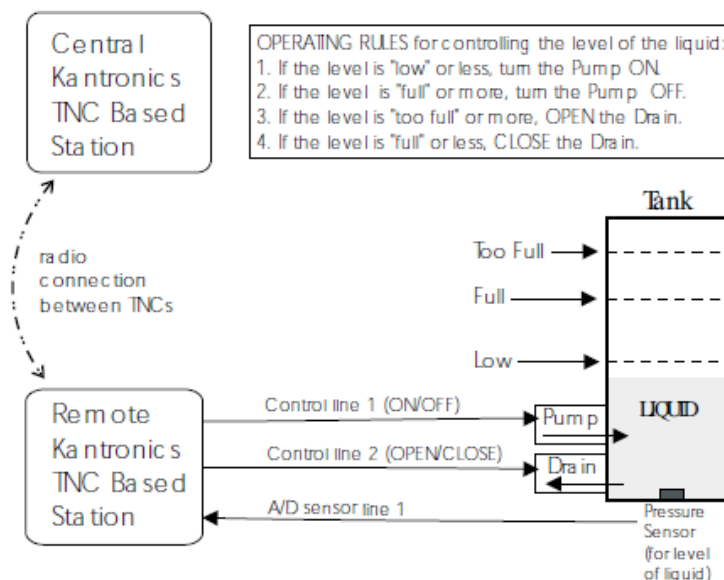 Central
Kantronics
TNC Based
Station
OPERATING RULES for controlling the level of the liquid:
1. If the level is "low" or less, turn the Pump ON.
2. If the level is "full" or more, turn the Pump OFF.
3. If the level is "too full" or more, OPEN the Drain.
4. If the level is "full" or less, CLOSE the Drain.
Tank
radio
connection
between TNCs
Too Full
Full
Low
Remote
Kantronics
TNC Based
Station
Control line 1 (ON/OFF)
Control line 2 (OPEN/CLOSE)
A/D sensor line 1
Pump
Drain
LIQUID
Pressure
Sensor
(for level
of liquid)